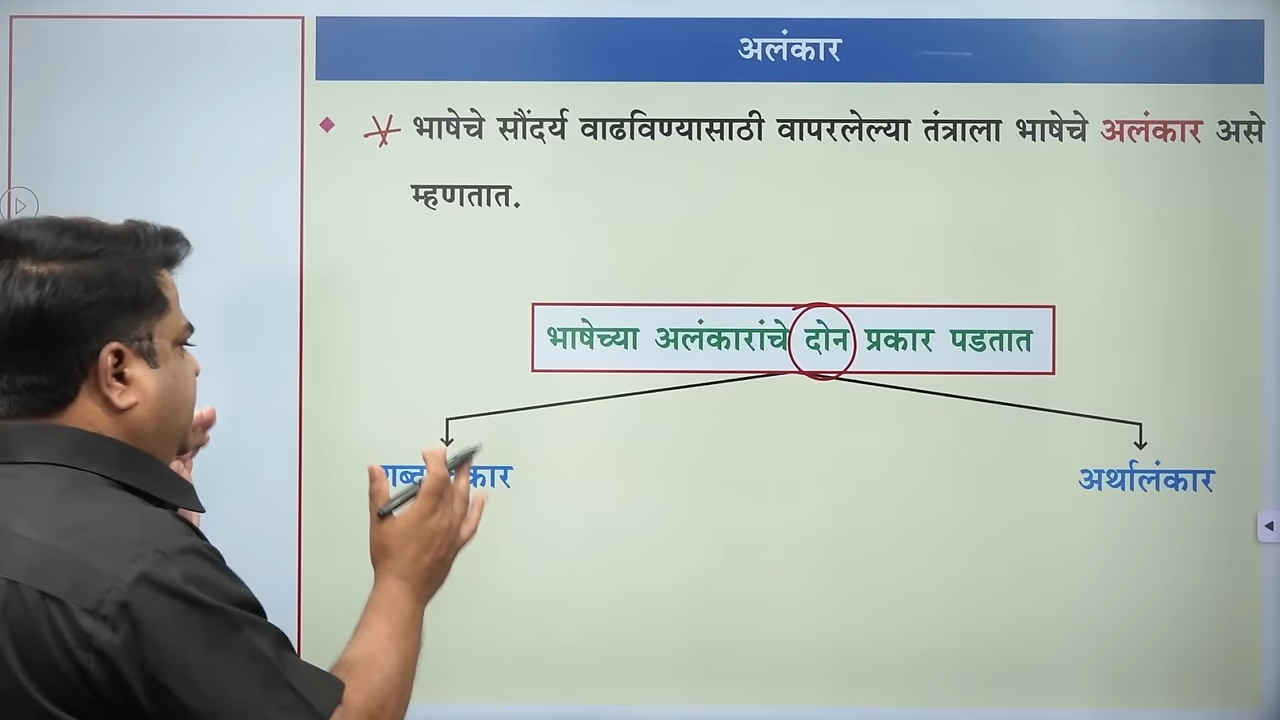 अलंकार
भाषेचे सौंदर्य वाढविण्यासाठी वापरलेल्या तंत्राला भाषेचे अलंकार असे
म्हणतात.
भाषेच्या अलंकारांचे दोन प्रकार पडतात
अर्थालंकार